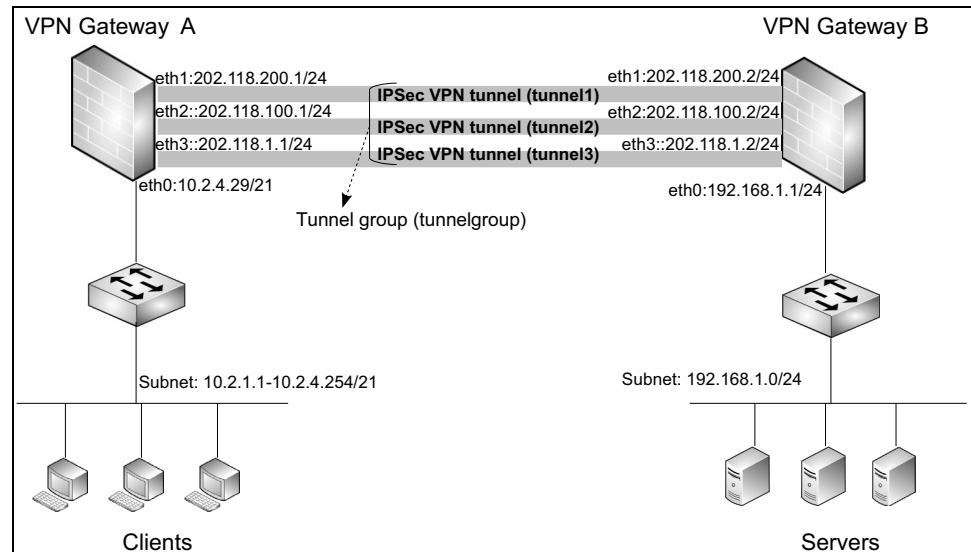 VPN Gateway A
VPN Gateway B
eth1:202.118.200.1/24
eth1:202.118.200.2/24
IPSec VPN tunnel (tunnel1)
eth2::202.118.100.1/24
eth2:202.118.100.2/24
IPSec VPN tunnel (tunnel2)
eth3::202.118.1.1/24
eth3::202.118.1.2/24
IPSec VPN tunnel (tunnel3)
eth0:10.2.4.29/21
eth0:192.168.1.1/24
Tunnel group (tunnelgroup)
Subnet: 10.2.1.1-10.2.4.254/21
Subnet: 192.168.1.0/24
Clients
Servers